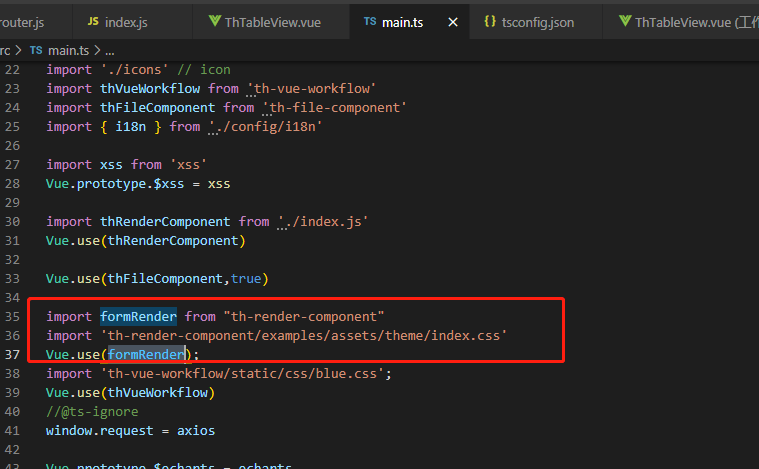 router.js
JS index.js
ThTableView.vue
TS main.ts ×
{} tsconfig.json
ThTableView.vue (工作
rc > TS main.ts > ...
22 import './icons' // icon
23 import thVueWorkflow from 'th-vue-workflow'
24 import thFileComponent from 'th-file-component'
25 import { i18n } from './config/i18n'
26
27 import xss from 'xss'
28 Vue.prototype.$xss = xss
29
30 import thRenderComponent from './index.js'
31 Vue.use(thRenderComponent)
32
33 Vue.use(thFileComponent,true)
34
35 import formRender from "th-render-component"
36 import 'th-render-component/examples/assets/theme/index.css'
37 Vue.use(formRender);
38 import 'th-vue-workflow/static/css/blue.css';
39 Vue.use(thVueWorkflow)
40 //@ts-ignore
41 window.request = axios
42
43 Vue.prototype.$echarts = echarts